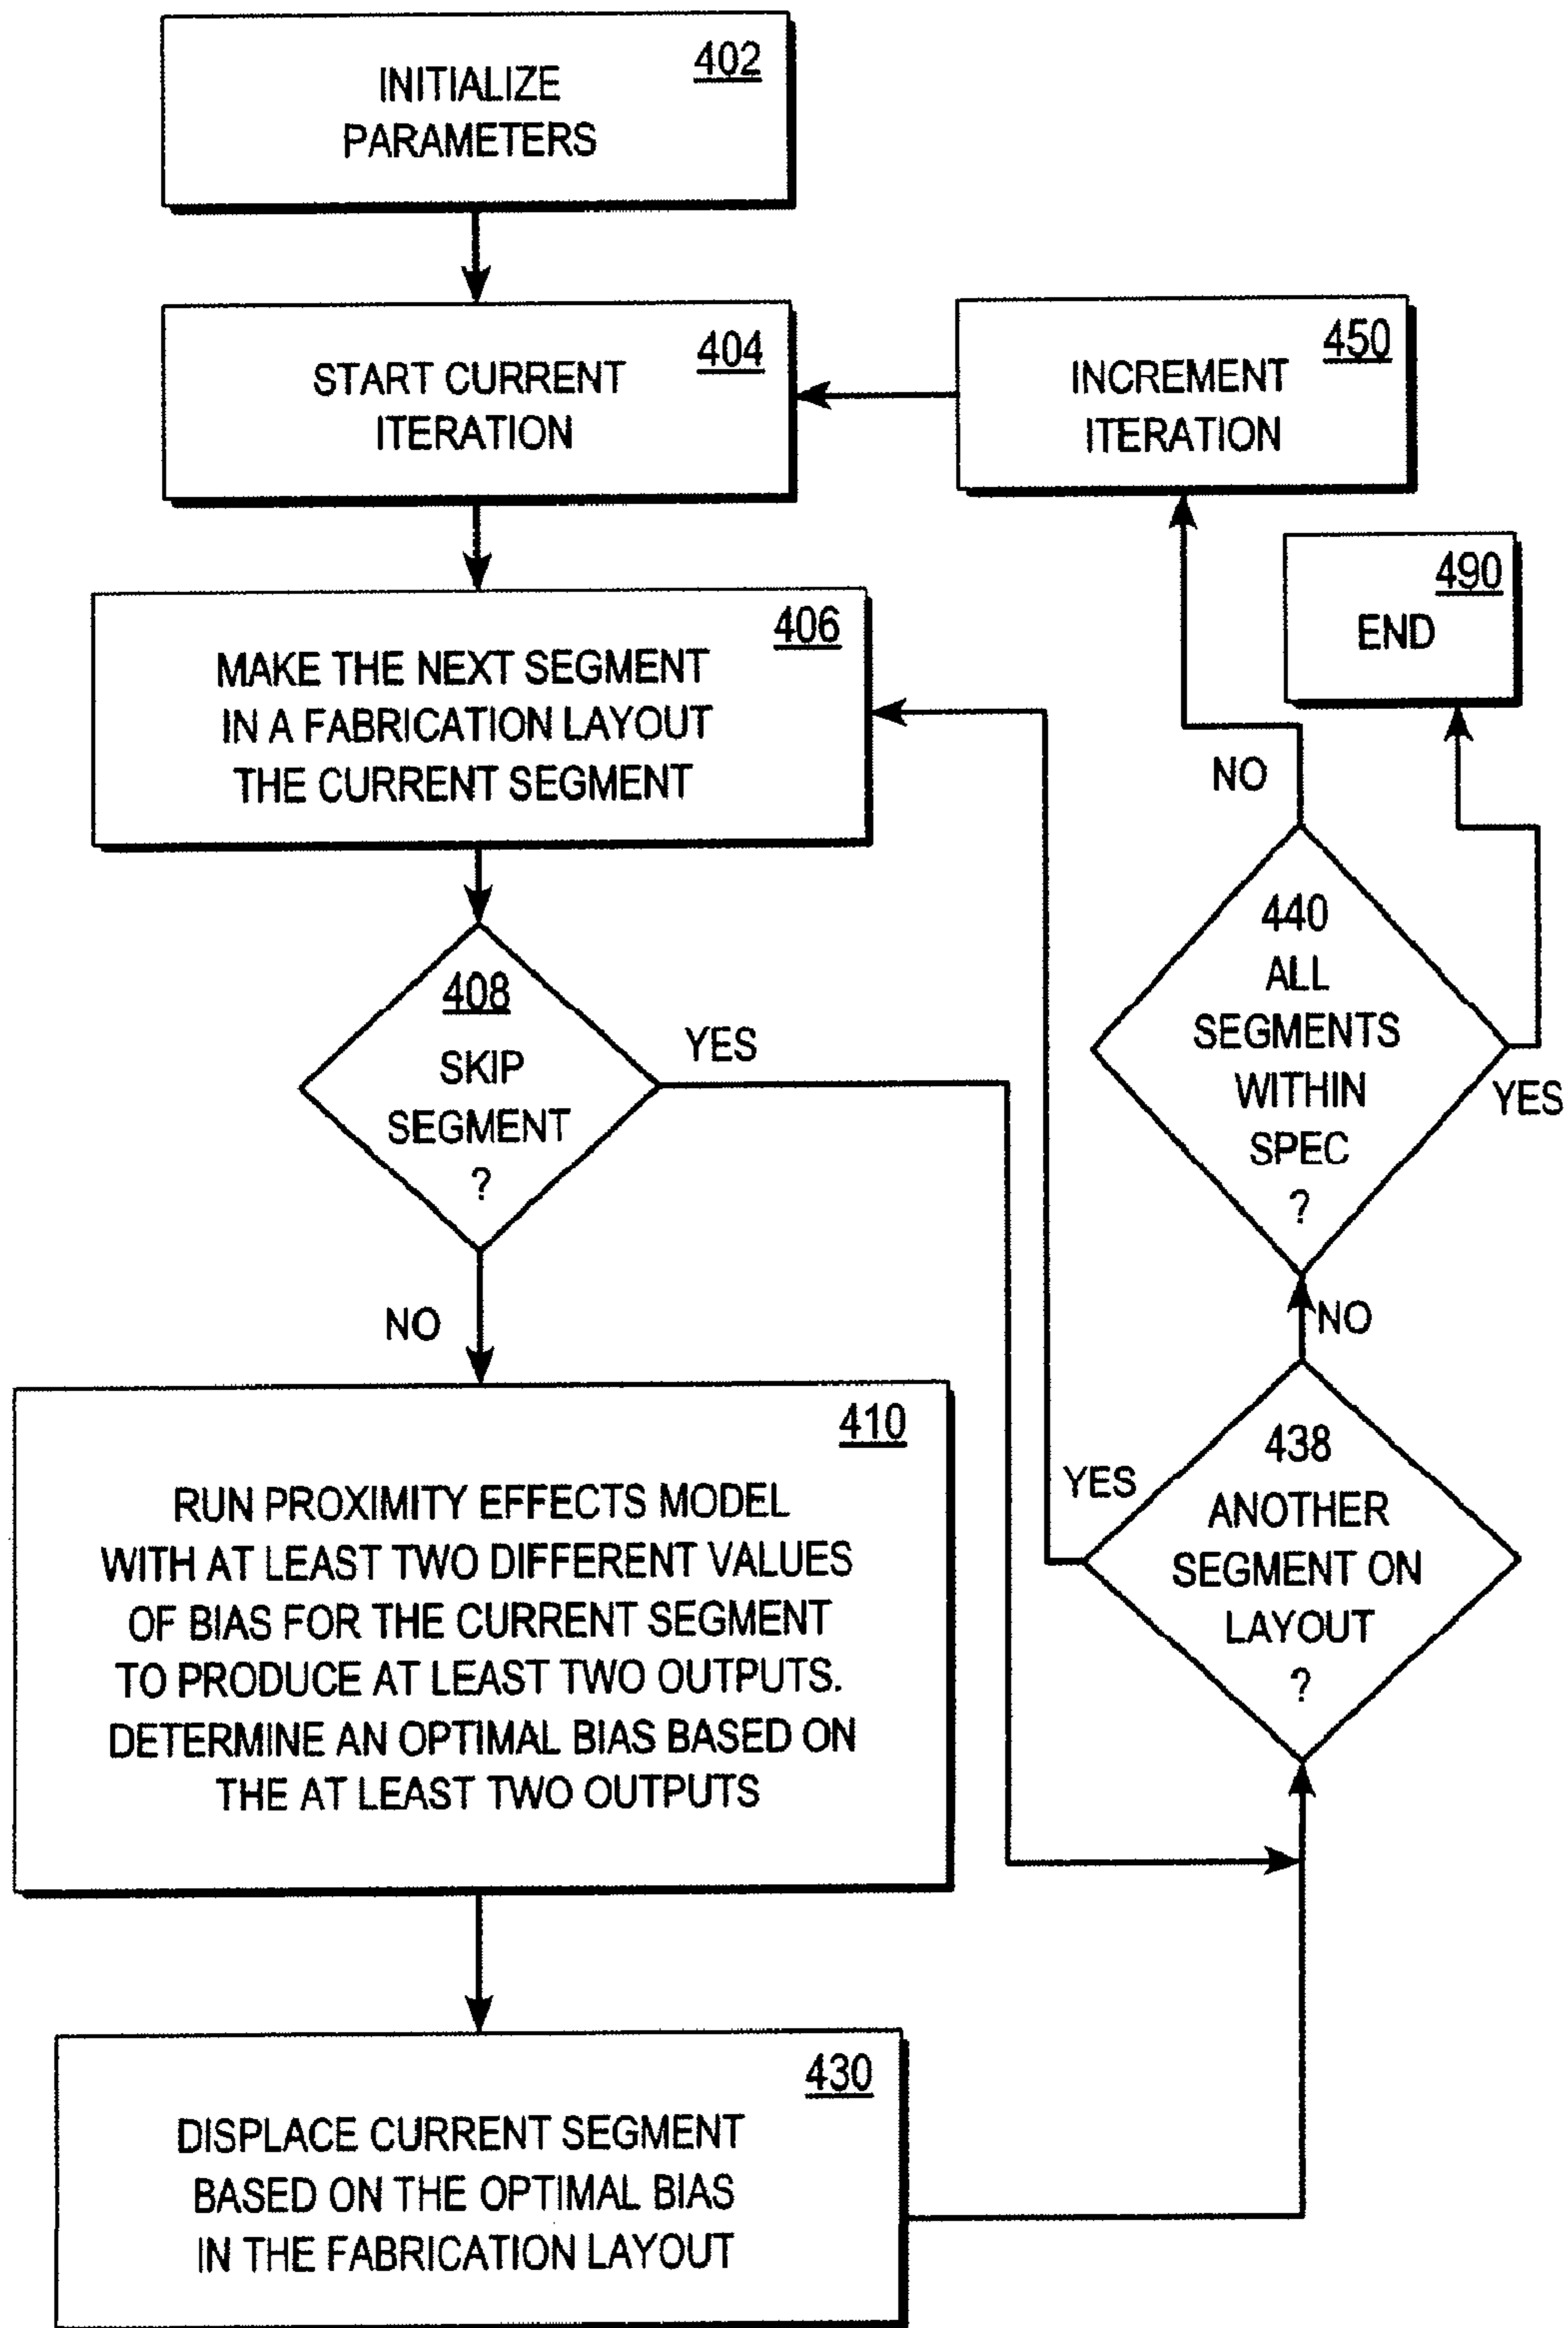 402
INITIALIZE
PARAMETERS
404
START CURRENT
ITERATION
450
INCREMENT
ITERATION
490
END
406
MAKE THE NEXT SEGMENT
IN A FABRICATION LAYOUT
THE CURRENT SEGMENT
NO
440
ALL
SEGMENTS
WITHIN
SPEC
?
YES
408
SKIP
SEGMENT
?
YES
NO
NO
438
ANOTHER
SEGMENT ON
LAYOUT
?
YES
410
RUN PROXIMITY EFFECTS MODEL
WITH AT LEAST TWO DIFFERENT VALUES
OF BIAS FOR THE CURRENT SEGMENT
TO PRODUCE AT LEAST TWO OUTPUTS.
DETERMINE AN OPTIMAL BIAS BASED ON
THE AT LEAST TWO OUTPUTS
430
DISPLACE CURRENT SEGMENT
BASED ON THE OPTIMAL BIAS
IN THE FABRICATION LAYOUT